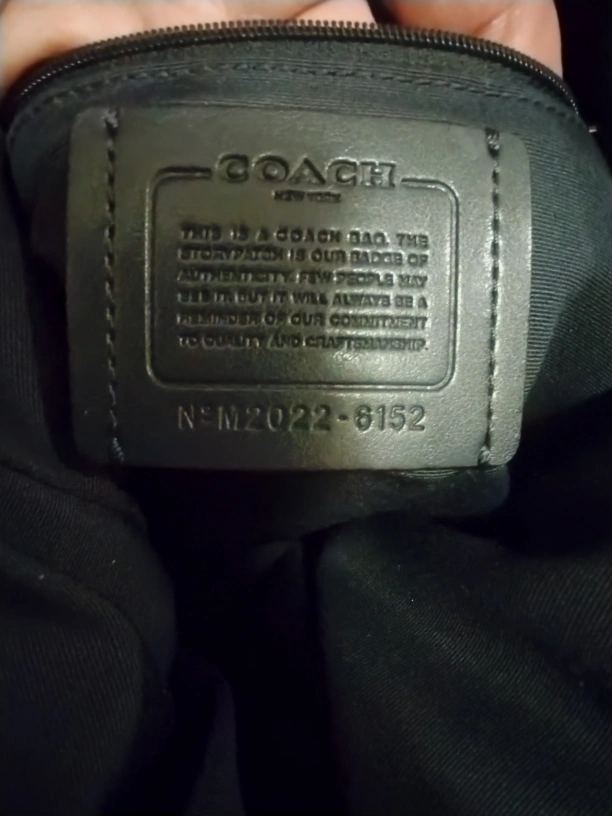 COACH
NEW YORK
THIS IS A COACH BAG. THE
STORYPATCH IS OUR BADGE OF
AUTHENTICITY. FEW PEOPLE MAY
SEE IT, BUT IT WILL ALWAYS BE A
REMINDER OF OUR COMMITMENT
TO QUALITY AND CRAFTSMANSHIP.
Nº M2022-6152